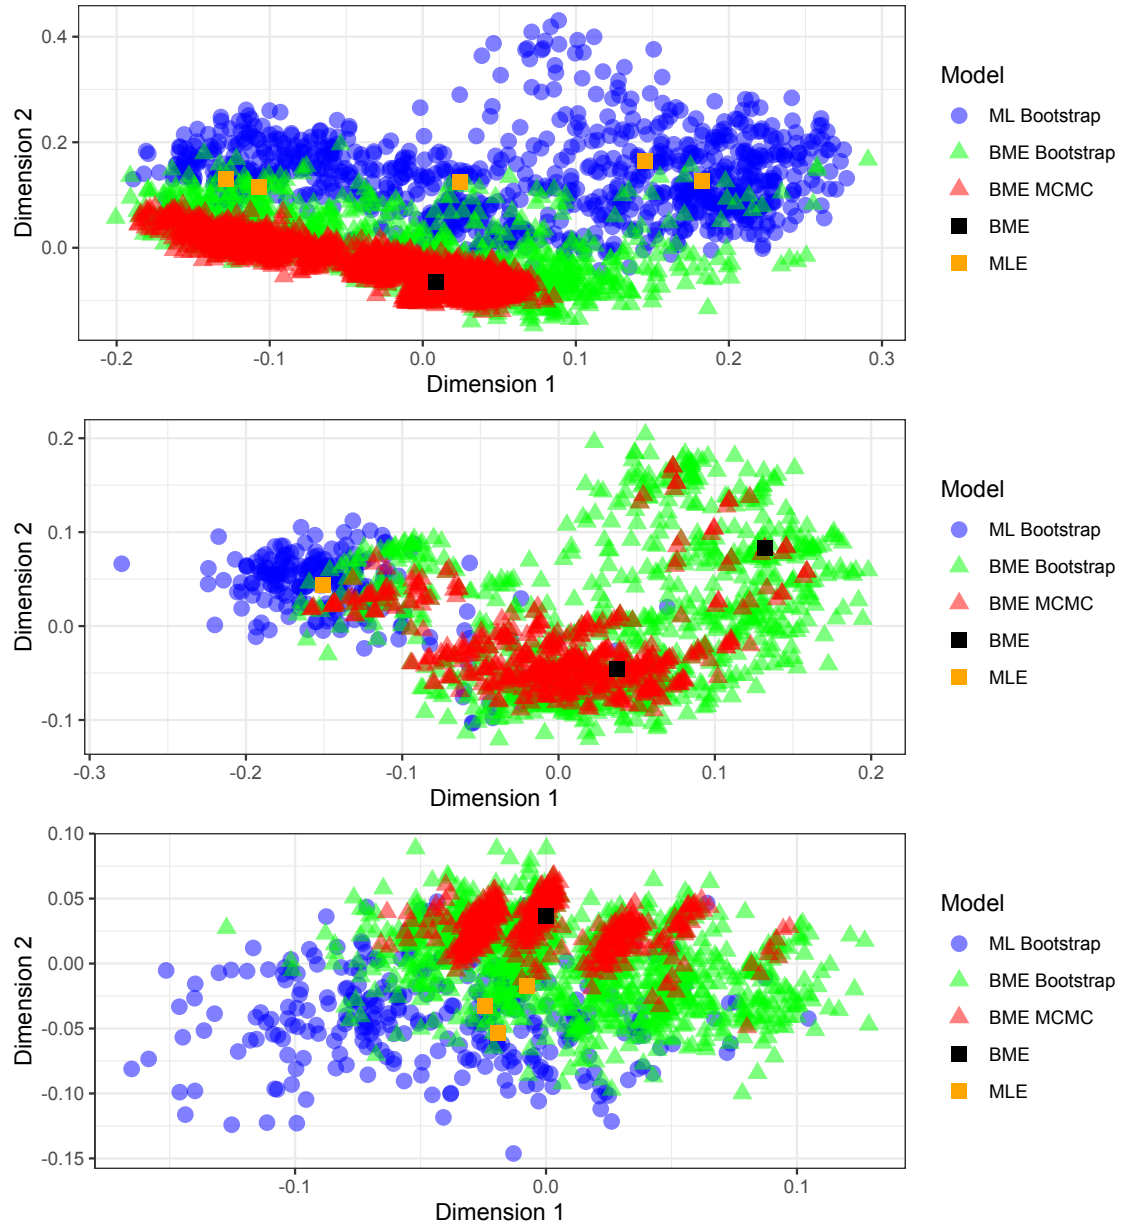 0.4
0.2
0.0
Dimension 2
-0.2
-0.1
0.0
0.1
0.2
0.3
Dimension 1
Model
ML Bootstrap
BME Bootstrap
BME MCMC
BME
MLE
0.2
0.1
0.0
-0.1
Dimension 2
-0.3
-0.2
-0.1
0.0
0.1
0.2
Dimension 1
Model
ML Bootstrap
BME Bootstrap
BME MCMC
BME
MLE
0.10
0.05
0.00
-0.05
-0.10
-0.15
Dimension 2
-0.1
0.0
0.1
Dimension 1
Model
ML Bootstrap
BME Bootstrap
BME MCMC
BME
MLE